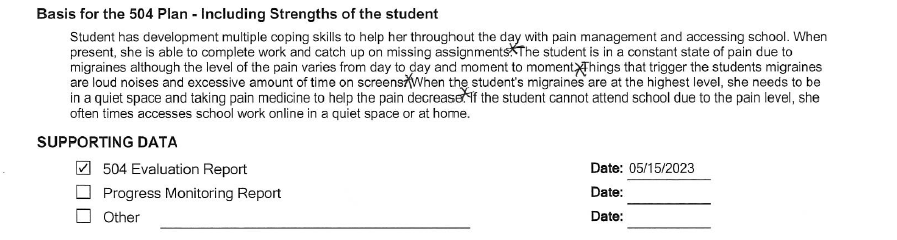 Basis for the 504 Plan - Including Strengths of the student
Student has development multiple coping skills to help her throughout the day with pain management and accessing school. When
present, she is able to complete work and catch up on missing assignments. The student is in a constant state of pain due to
migraines although the level of the pain varies from day to day and moment to moment. Things that trigger the students migraines
are loud noises and excessive amount of time on screens. When the student's migraines are at the highest level, she needs to be
in a quiet space and taking pain medicine to help the pain decrease. If the student cannot attend school due to the pain level, she
often times accesses school work online in a quiet space or at home.
SUPPORTING DATA
☑ 504 Evaluation Report Date: 05/15/2023
☐ Progress Monitoring Report Date:
☐ Other Date: